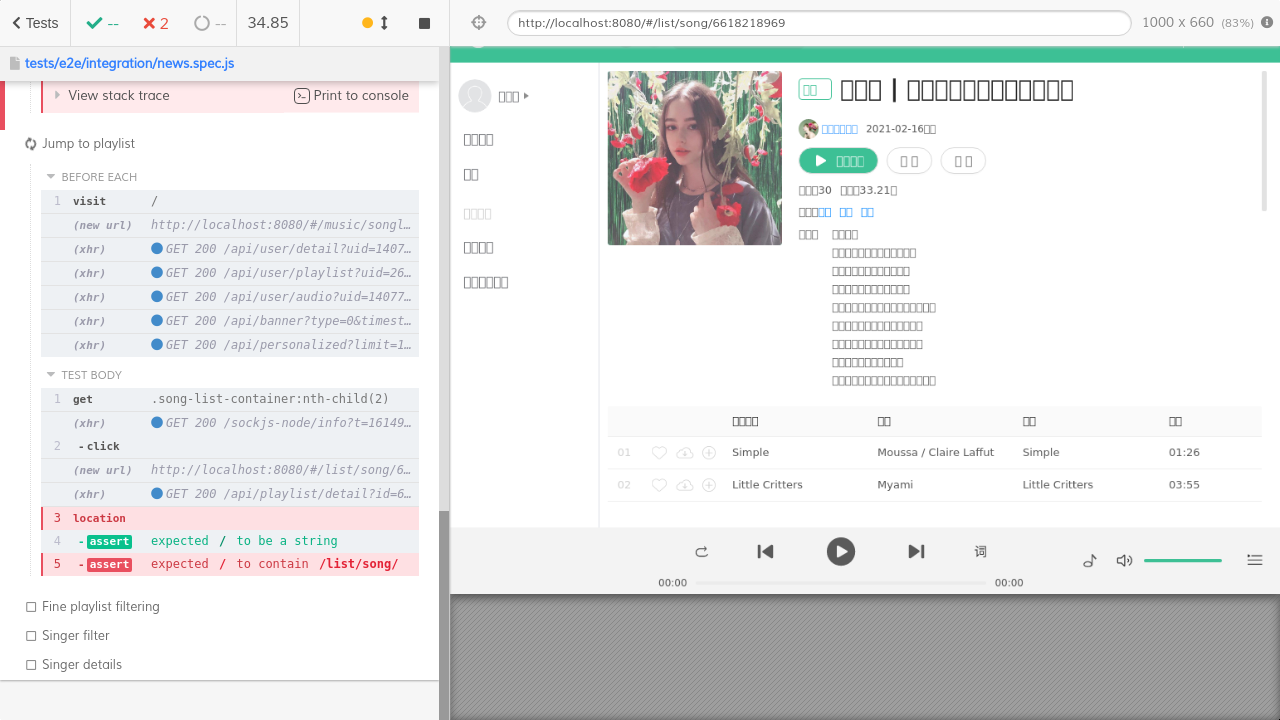 Tests
--
2
--
34.85
http://localhost:8080/#/list/song/6618218969
1000 x 660 (83%)
tests/e2e/integration/news.spec.js
View stack trace
Print to console
Jump to playlist
BEFORE EACH
1 visit /
(new url) http://localhost:8080/#/music/songl…
(xhr) GET 200 /api/user/detail?uid=1407…
(xhr) GET 200 /api/user/playlist?uid=26…
(xhr) GET 200 /api/user/audio?uid=14077…
(xhr) GET 200 /api/banner?type=0&timest…
(xhr) GET 200 /api/personalized?limit=1…
TEST BODY
1 get .song-list-container:nth-child(2)
(xhr) GET 200 /sockjs-node/info?t=16149…
2 -click
(new url) http://localhost:8080/#/list/song/6…
(xhr) GET 200 /api/playlist/detail?id=6…
3 location
4 -assert expected / to be a string
5 -assert expected / to contain /list/song/
Fine playlist filtering
Singer filter
Singer details
|
2021-02-16
30 33.21
01 Simple Moussa / Claire Laffut Simple 01:26
02 Little Critters Myami Little Critters 03:55
词
00:00 00:00